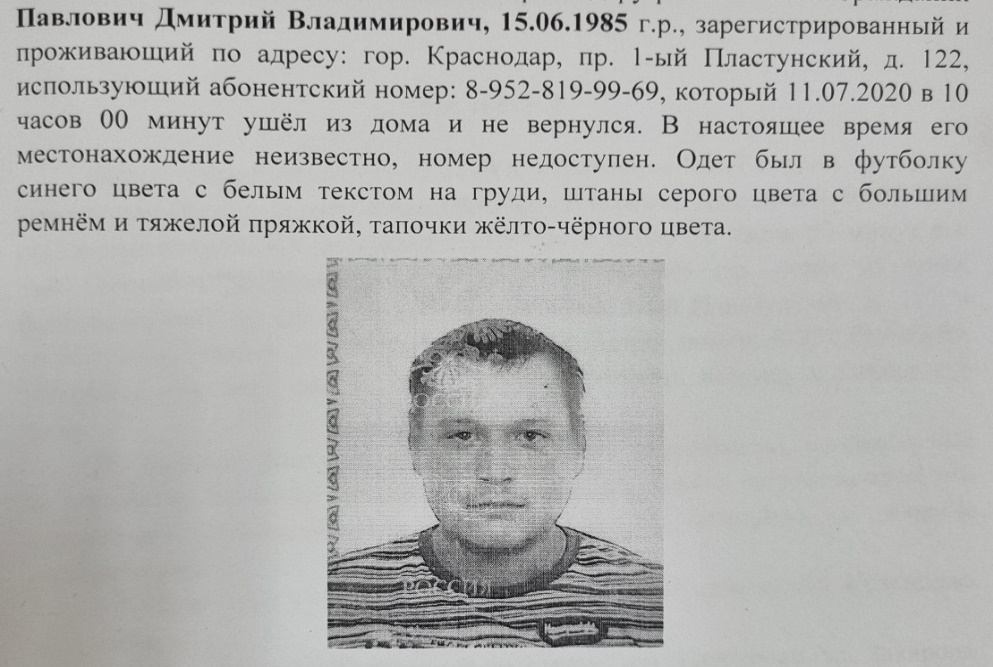 Павлович Дмитрий Владимирович, 15.06.1985 г.р., зарегистрированный и
проживающий по адресу: гор. Краснодар, пр. 1-ый Пластунский, д. 122,
использующий абонентский номер: 8-952-819-99-69, который 11.07.2020 в 10
часов 00 минут ушёл из дома и не вернулся. В настоящее время его
местонахождение неизвестно, номер недоступен. Одет был в футболку
синего цвета с белым текстом на груди, штаны серого цвета с большим
ремнём и тяжелой пряжкой, тапочки жёлто-чёрного цвета.
РОССИЯ